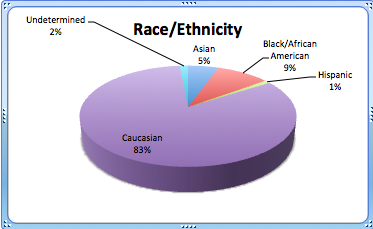 Race/Ethnicity
Undetermined
2%
Asian
5%
Black/African
American
9%
Hispanic
1%
Caucasian
83%